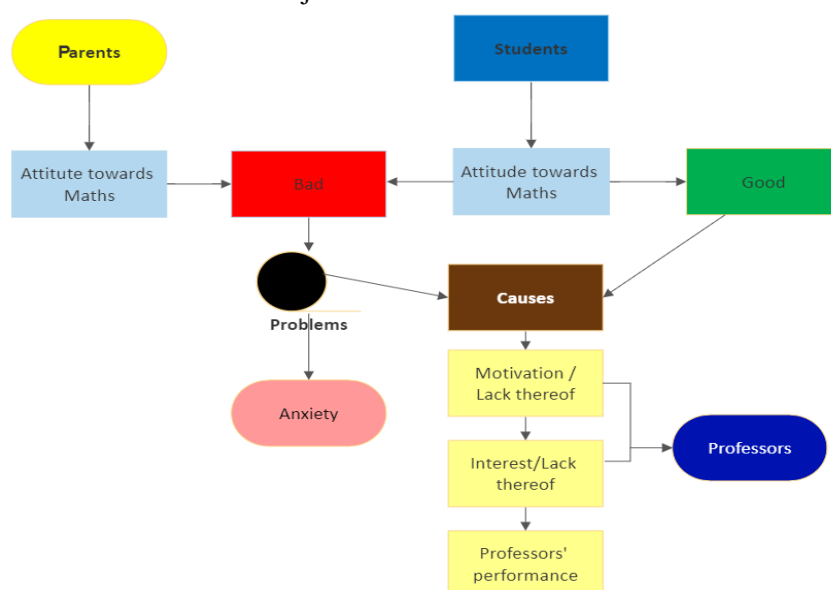 Parents
Students
Attitute towards
Maths
Bad
Attitude towards
Maths
Good
Causes
Problems
Motivation /
Lack thereof
Anxiety
Professors
Interest/Lack
thereof
Professors'
performance